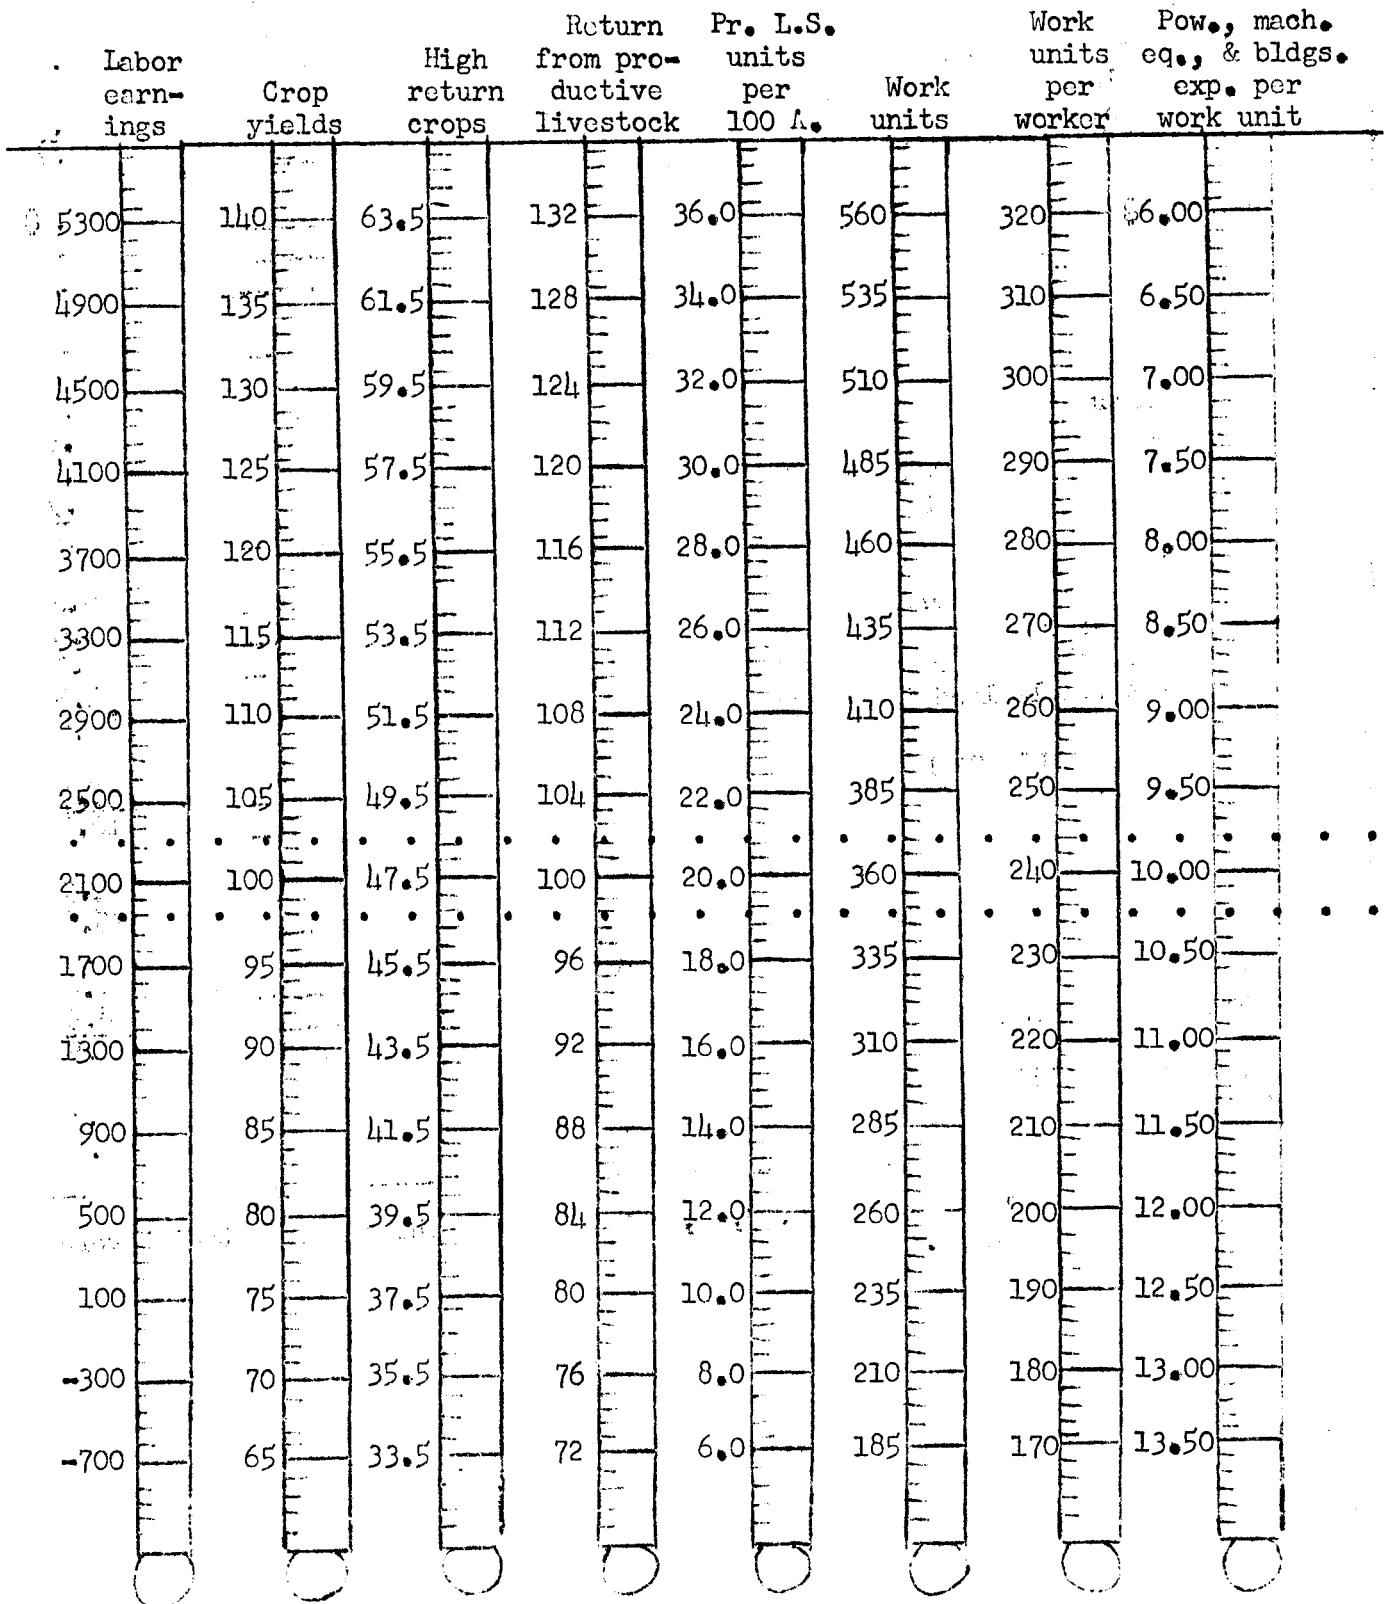 Return Pr. L.S. Work Pow., mach.
Labor High from pro- units units eq., & bldgs.
earn- Crop return ductive per Work per exp. per
ings yields crops livestock 100 A. units worker work unit
$ 5300 140 63.5 132 36.0 560 320 $6.00
4900 135 61.5 128 34.0 535 310 6.50
4500 130 59.5 124 32.0 510 300 7.00
4100 125 57.5 120 30.0 485 290 7.50
3700 120 55.5 116 28.0 460 280 8.00
3300 115 53.5 112 26.0 435 270 8.50
2900 110 51.5 108 24.0 410 260 9.00
2500 105 49.5 104 22.0 385 250 9.50
2100 100 47.5 100 20.0 360 240 10.00
1700 95 45.5 96 18.0 335 230 10.50
1300 90 43.5 92 16.0 310 220 11.00
900 85 41.5 88 14.0 285 210 11.50
500 80 39.5 84 12.0 260 200 12.00
100 75 37.5 80 10.0 235 190 12.50
-300 70 35.5 76 8.0 210 180 13.00
-700 65 33.5 72 6.0 185 170 13.50